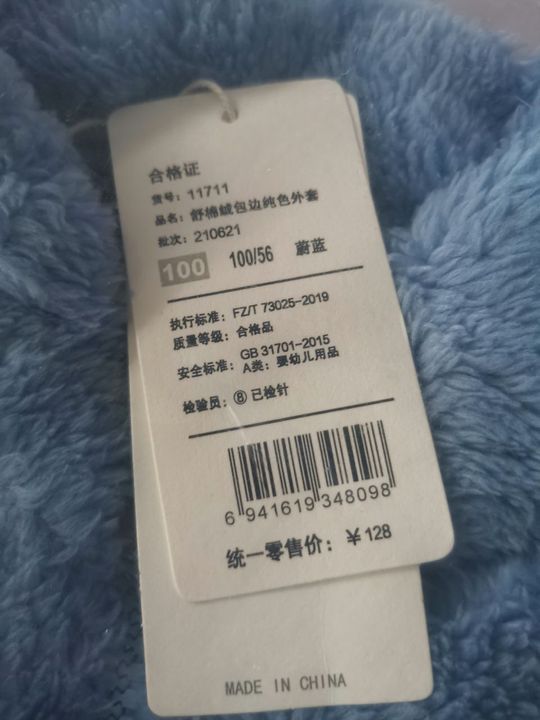 合格证
货号：11711
品名：舒棉绒包边纯色外套
批次：210621
100 100/56 蔚蓝
执行标准：FZ/T 73025-2019
质量等级：合格品
安全标准：GB 31701-2015
A类：婴幼儿用品
检验员：⑧已检针
6 941619 348098
统一零售价：￥128
MADE IN CHINA